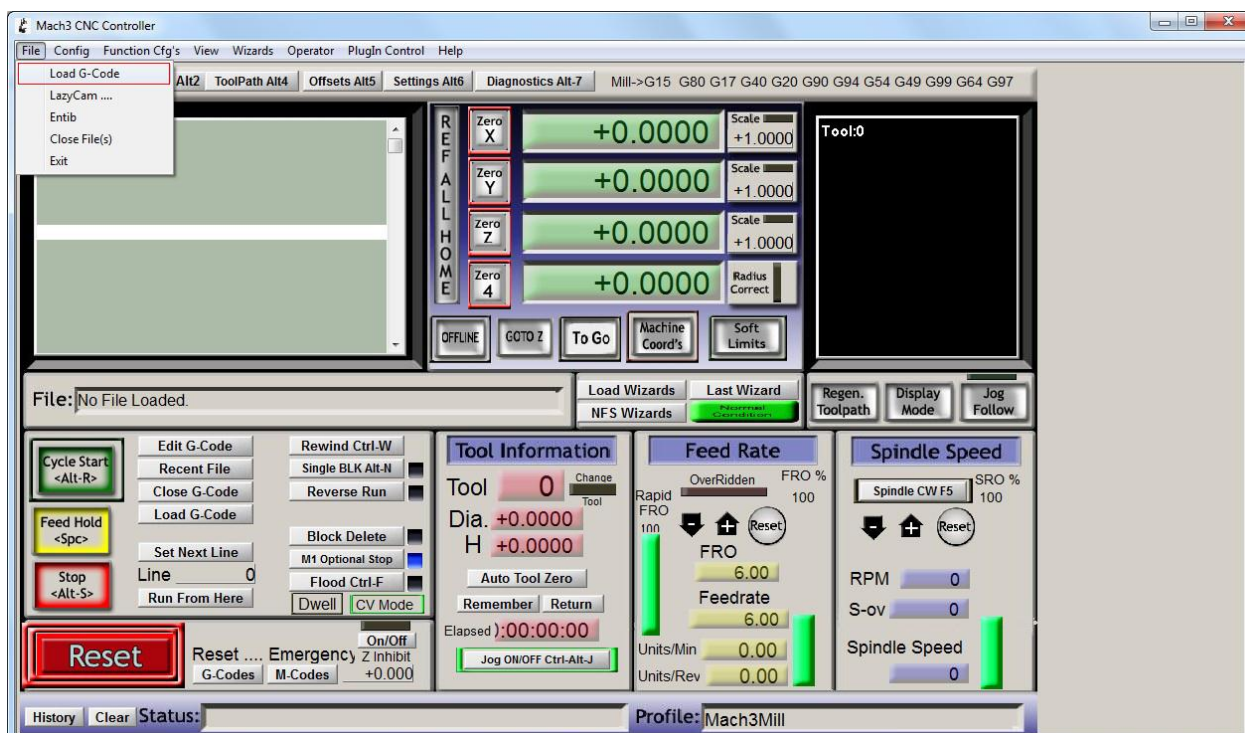 Mach3 CNC Controller
File Config Function Cfg's View Wizards Operator PlugIn Control Help
Load G-Code
LazyCam ....
Entib
Close File(s)
Exit
Alt2 ToolPath Alt4 Offsets Alt5 Settings Alt6 Diagnostics Alt-7 Mill->G15 G80 G17 G40 G20 G90 G94 G54 G49 G99 G64 G97
REF ALL HOME
Zero X +0.0000 Scale +1.0000
Zero Y +0.0000 Scale +1.0000
Zero Z +0.0000 Scale +1.0000
Zero 4 +0.0000 Radius Correct
OFFLINE GOTO Z To Go Machine Coord's Soft Limits
Tool:0
File: No File Loaded.
Load Wizards Last Wizard
NFS Wizards Normal Condition
Regen. Toolpath Display Mode Jog Follow
Cycle Start <Alt-R>
Feed Hold <Spc>
Stop <Alt-S>
Edit G-Code
Recent File
Close G-Code
Load G-Code
Set Next Line
Line 0
Run From Here
Rewind Ctrl-W
Single BLK Alt-N
Reverse Run
Block Delete
M1 Optional Stop
Flood Ctrl-F
Dwell CV Mode
Reset
Reset .... Emergency
G-Codes M-Codes
On/Off
Z Inhibit
+0.000
Tool Information
Tool 0 Change Tool
Dia. +0.0000
H +0.0000
Auto Tool Zero
Remember Return
Elapsed ):00:00:00
Jog ON/OFF Ctrl-Alt-J
Feed Rate
OverRidden FRO %
100
Rapid FRO
100
Reset
FRO
6.00
Feedrate
6.00
Units/Min 0.00
Units/Rev 0.00
Spindle Speed
Spindle CW F5
SRO %
100
Reset
RPM 0
S-ov 0
Spindle Speed
0
History Clear Status:
Profile: Mach3Mill